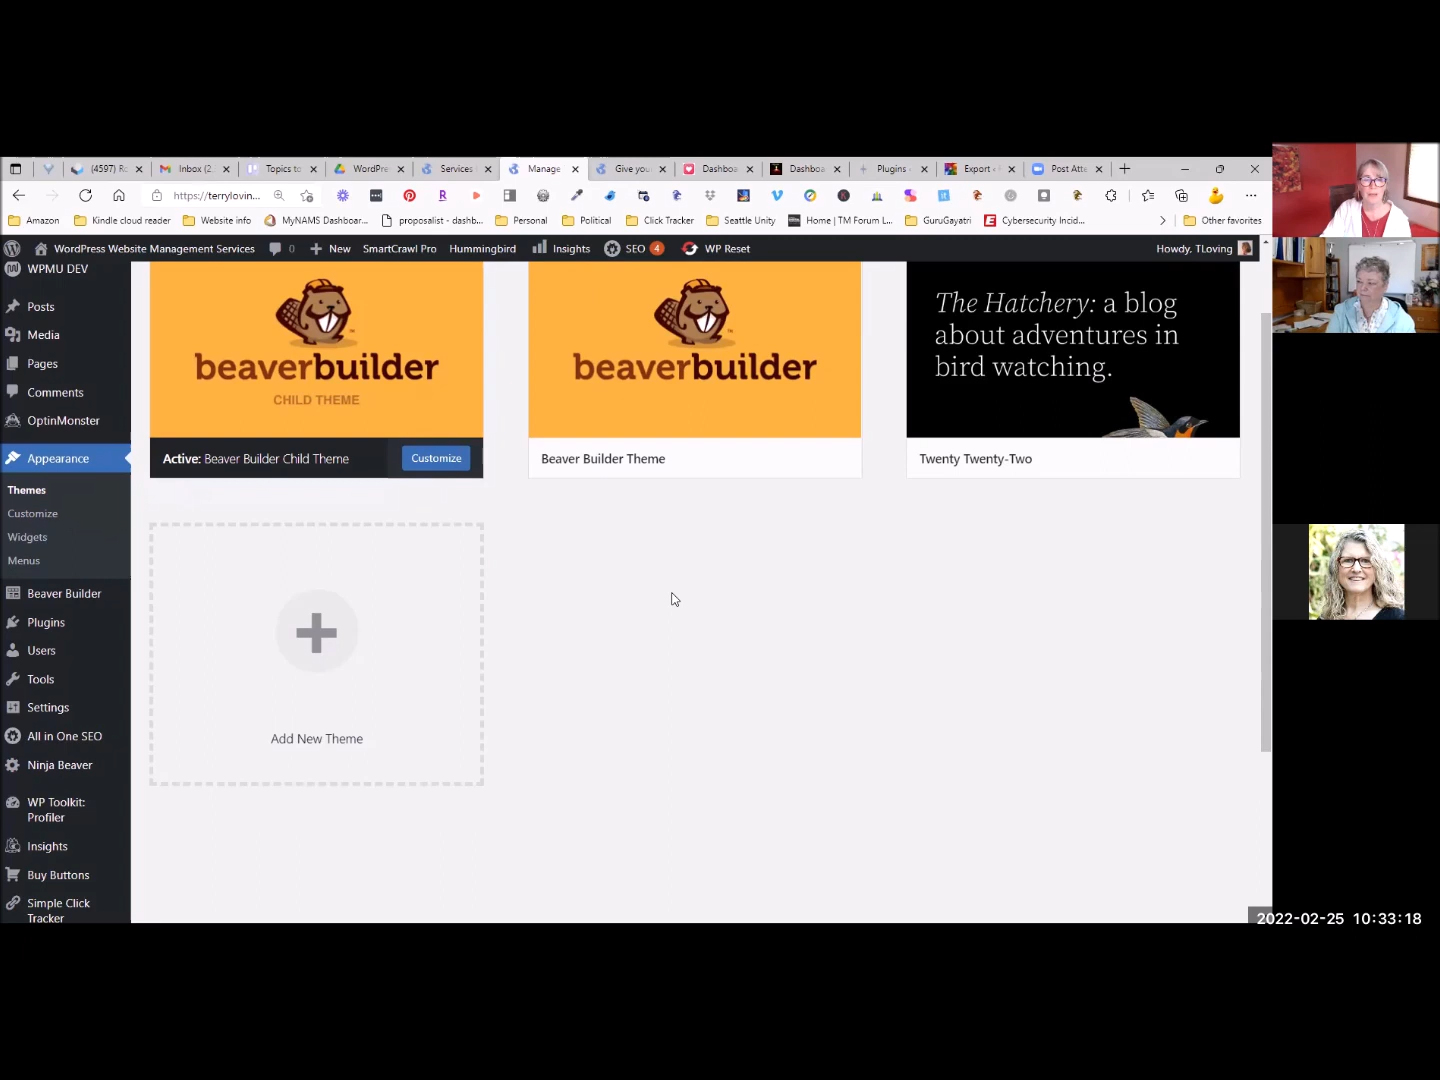 (4597) R
Inbox (2
Topics to
WordPre
Services
Manage
Give you
Dashboa
Dashboa
Plugins
Export
Post Atte
https://terrylovin...
Amazon
Kindle cloud reader
Website info
MyNAMS Dashboar...
proposalist - dashb...
Personal
Political
Click Tracker
Seattle Unity
Home | TM Forum L...
GuruGayatri
Cybersecurity Incid...
Other favorites
WordPress Website Management Services
0
New
SmartCrawl Pro
Hummingbird
Insights
SEO 4
WP Reset
Howdy, TLoving
WPMU DEV
Posts
Media
Pages
Comments
OptinMonster
Appearance
Themes
Customize
Widgets
Menus
Beaver Builder
Plugins
Users
Tools
Settings
All in One SEO
Ninja Beaver
WP Toolkit:
Profiler
Insights
Buy Buttons
Simple Click
Tracker
beaverbuilder
CHILD THEME
Active: Beaver Builder Child Theme
Customize
beaverbuilder
Beaver Builder Theme
The Hatchery: a blog
about adventures in
bird watching.
Twenty Twenty-Two
Add New Theme
2022-02-25 10:33:18